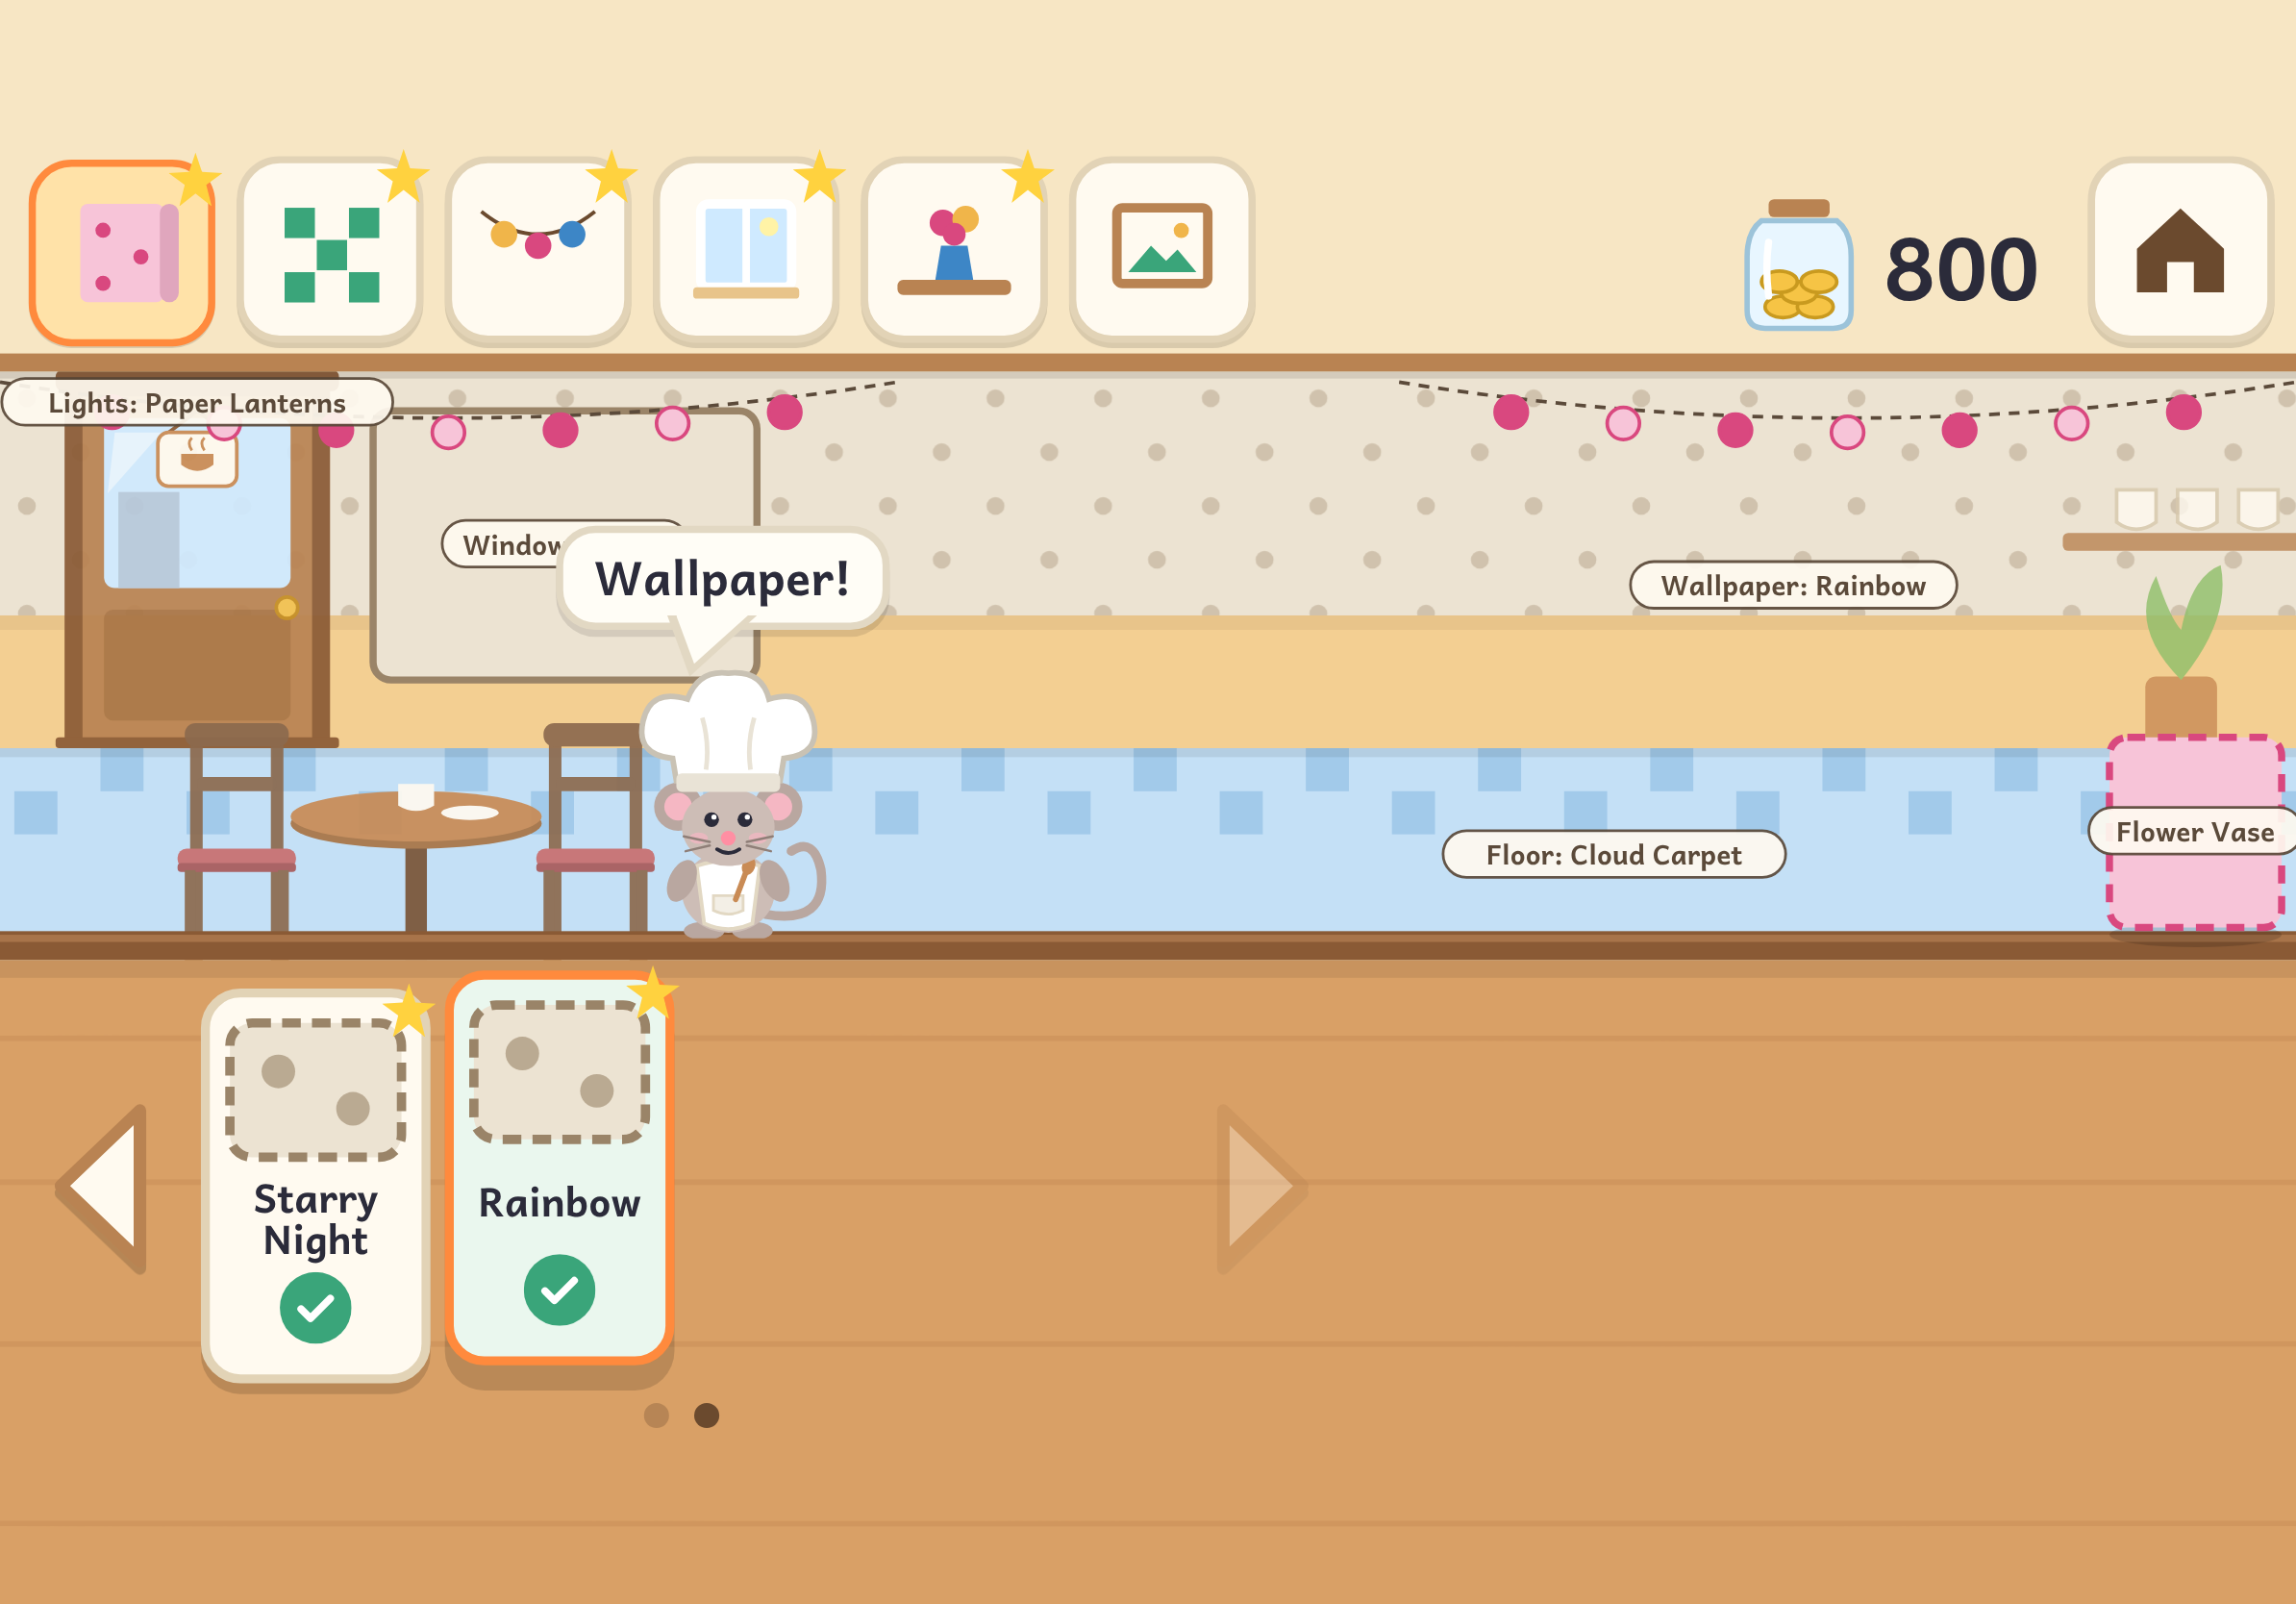 800
Lights: Paper Lanterns
Window
Wallpaper!
Wallpaper: Rainbow
Flower Vase
Floor: Cloud Carpet
Starry
Night
Rainbow